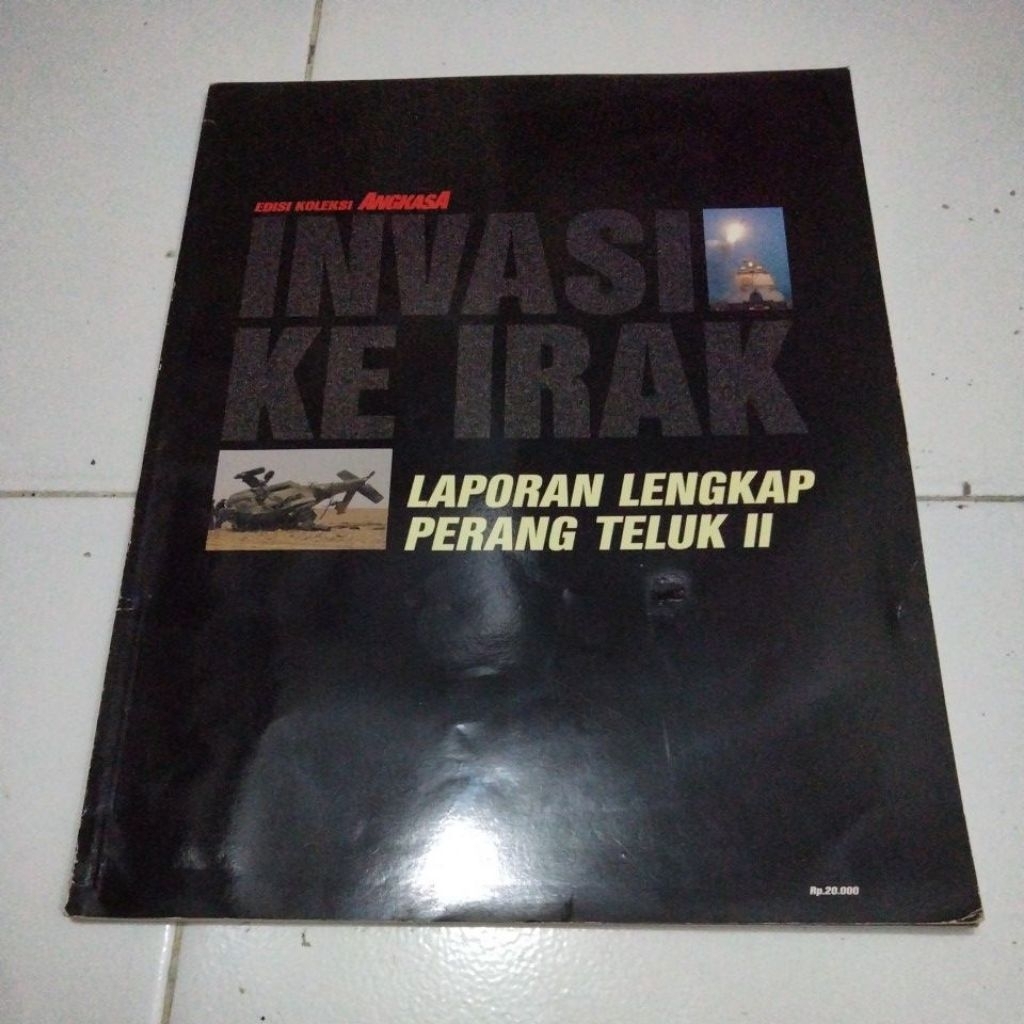 EDISI KOLEKSI ANGKASA
INVASI
KE IRAK
LAPORAN LENGKAP
PERANG TELUK II
Rp.20.000